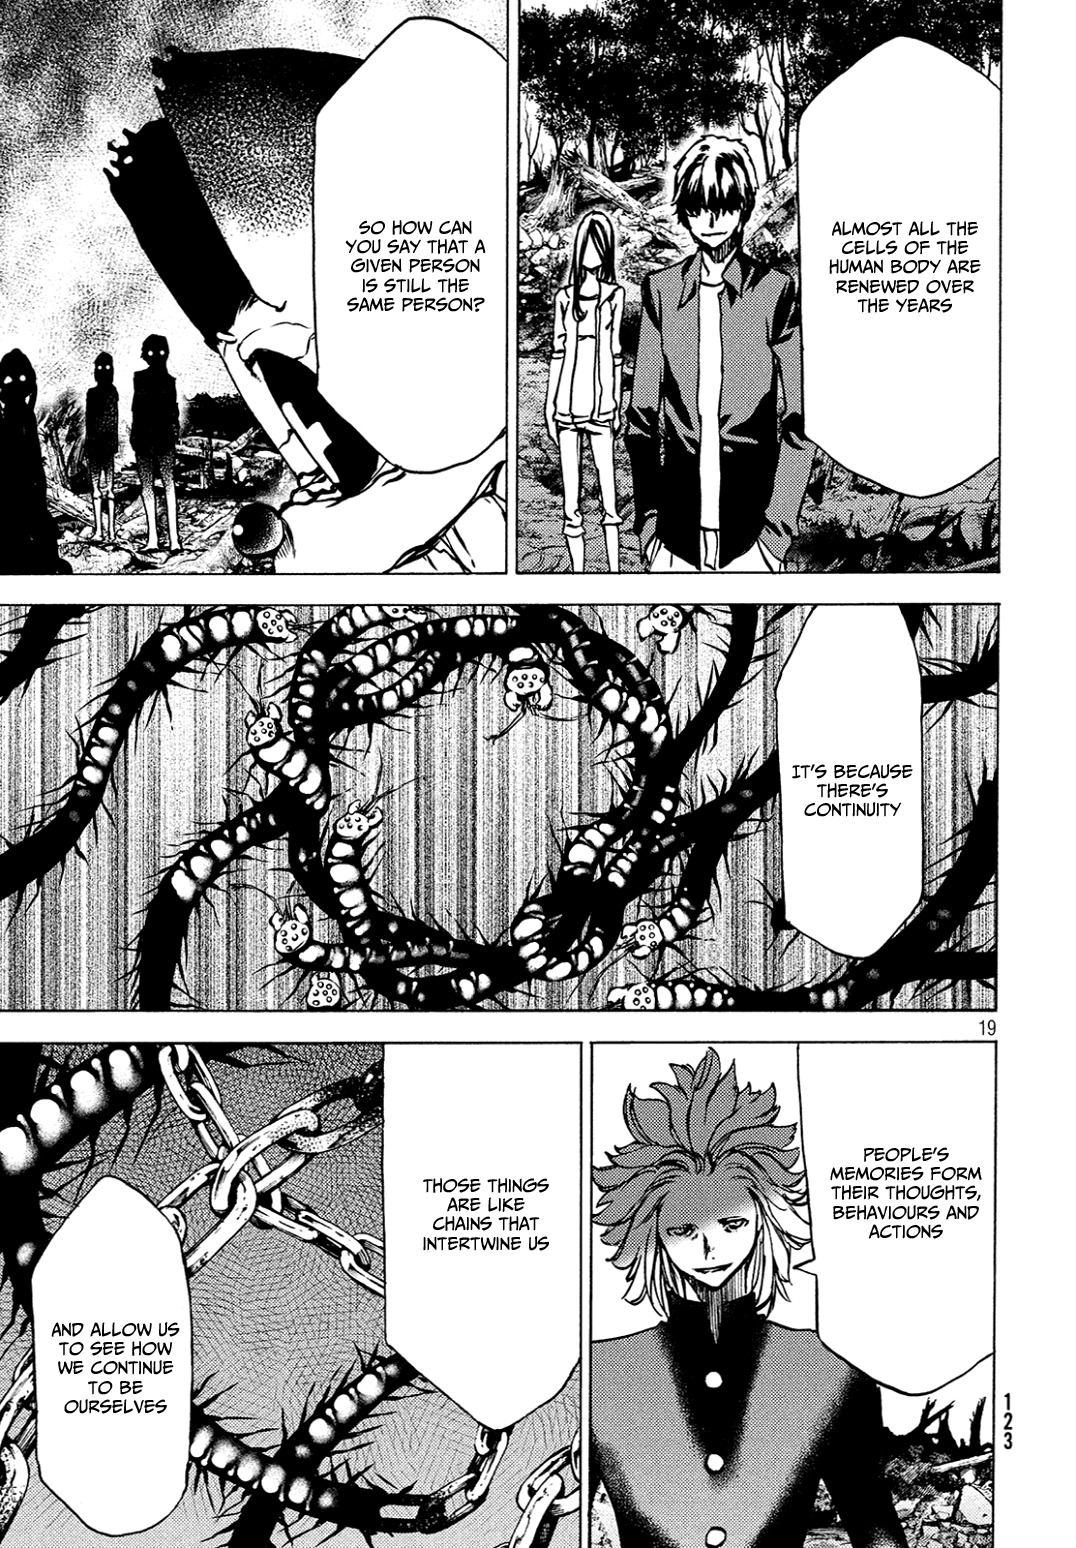 ALMOST ALL THE
CELLS OF THE
HUMAN BODY ARE
RENEWED OVER
THE YEARS
SO HOW CAN
YOU SAY THAT A
GIVEN PERSON
IS STILL THE
SAME PERSON?
IT'S BECAUSE
THERE'S
CONTINUITY
19
PEOPLE'S
MEMORIES FORM
THEIR THOUGHTS,
BEHAVIOURS AND
ACTIONS
THOSE THINGS
ARE LIKE
CHAINS THAT
INTERTWINE US
AND ALLOW US
TO SEE HOW
WE CONTINUE
TO BE
OURSELVES
123